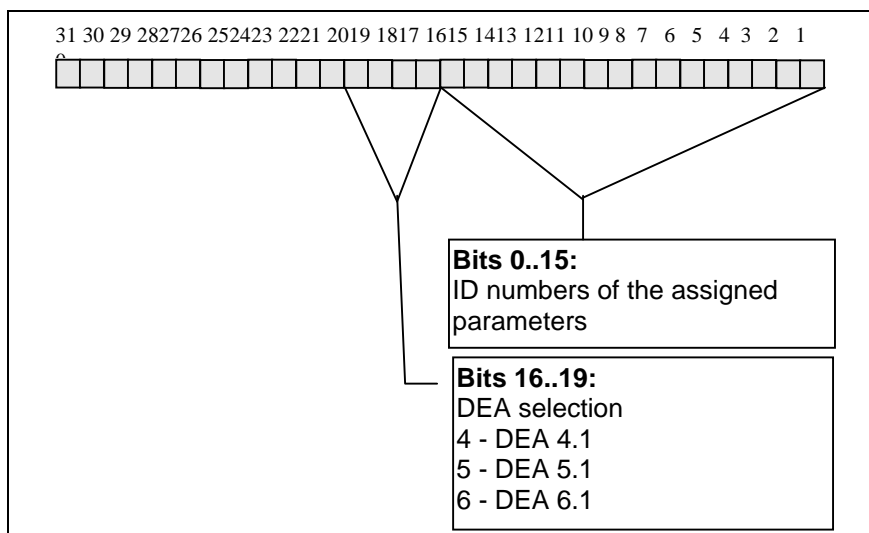 31 30 29 282726 252423 2221 2019 1817 1615 1413 1211 10 9 8 7 6 5 4 3 2 1
0
Bits 0..15:
ID numbers of the assigned
parameters
Bits 16..19:
DEA selection
4 - DEA 4.1
5 - DEA 5.1
6 - DEA 6.1